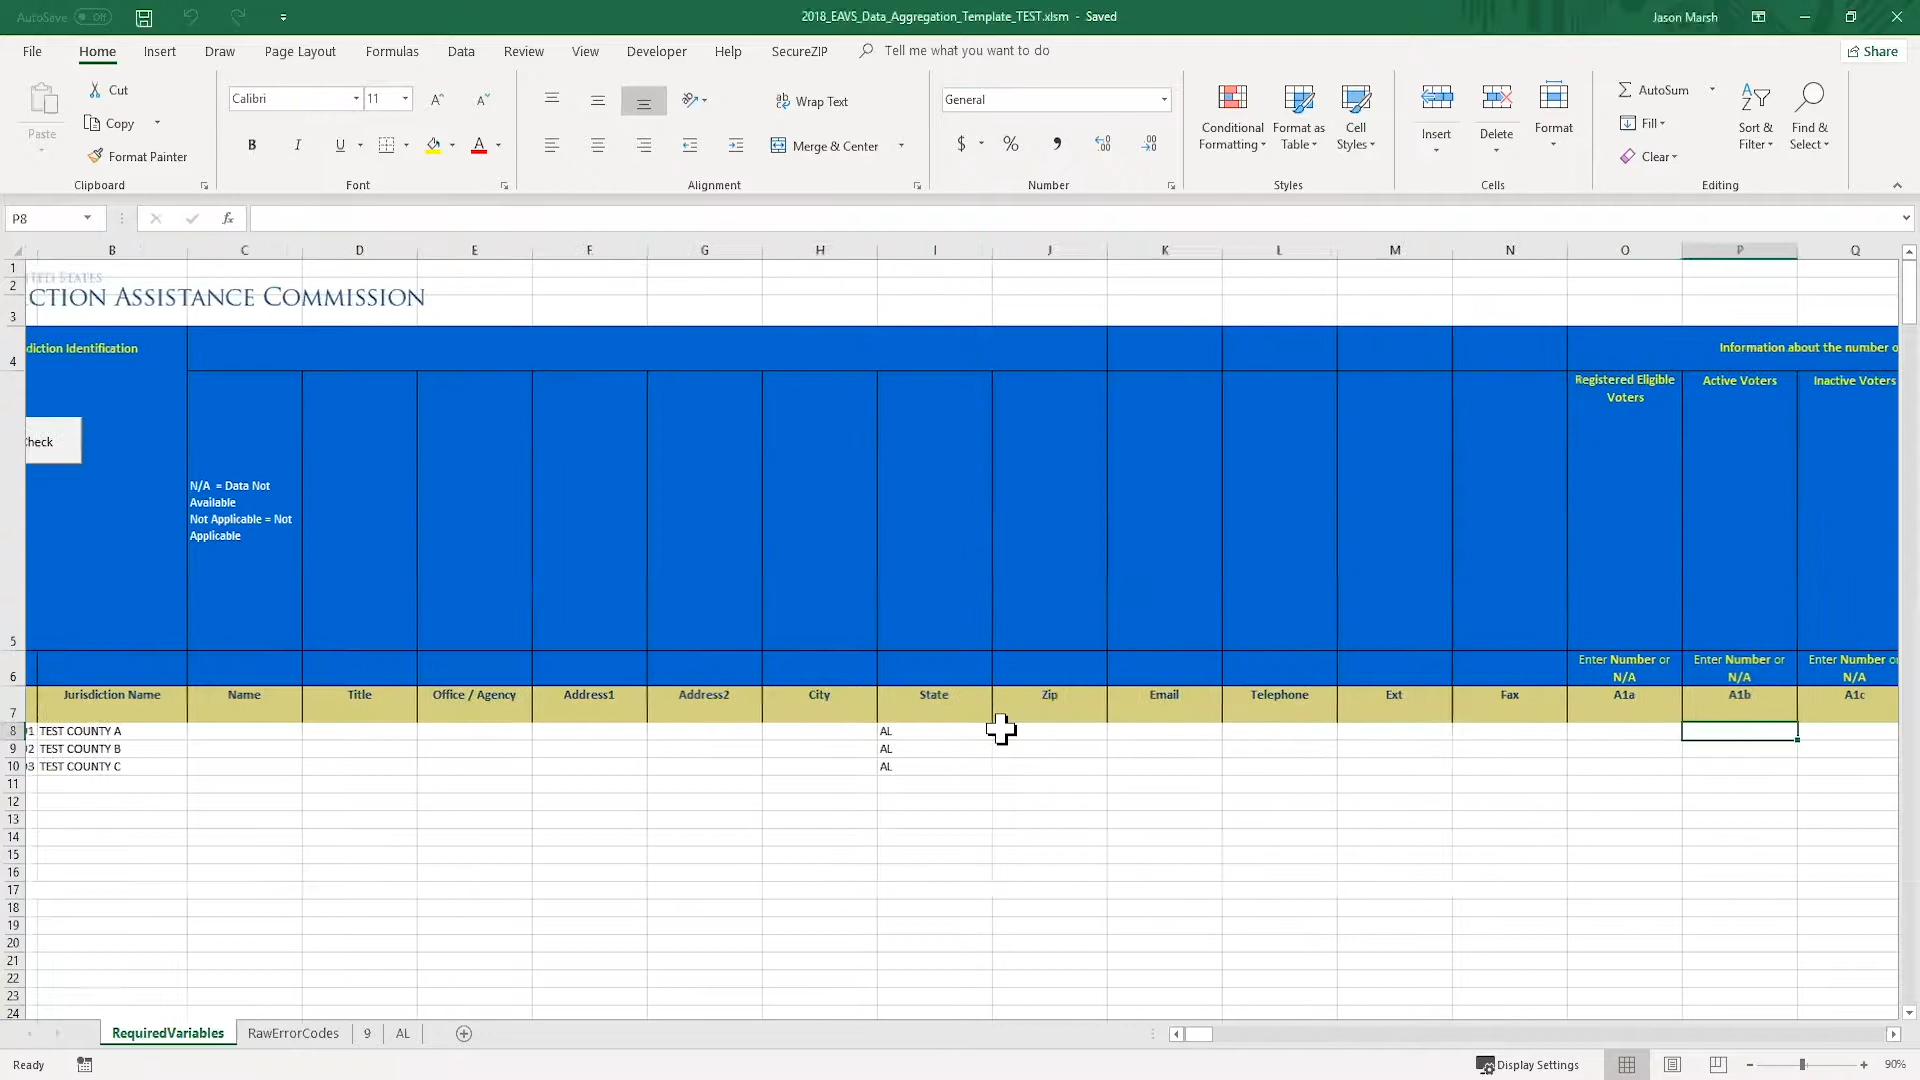 AutoSave Off
2018_EAVS_Data_Aggregation_Template_TEST.xlsm - Saved
Jason Marsh
File Home Insert Draw Page Layout Formulas Data Review View Developer Help SecureZIP Tell me what you want to do Share
Paste
Cut
Copy
Format Painter
Clipboard
Calibri 11
B I U
Font
Wrap Text
Merge & Center
Alignment
General
$ %
Number
Conditional Formatting
Format as Table
Cell Styles
Styles
Insert
Delete
Format
Cells
AutoSum
Fill
Clear
Sort & Filter
Find & Select
Editing
P8 fx
B C D E F G H I J K L M N O P Q
1
2
CTION ASSISTANCE COMMISSION
3
4 diction Identification Information about the number o
Registered Eligible Voters
Active Voters
Inactive Voters
Check
N/A = Data Not
Available
Not Applicable = Not
Applicable
5
6 Enter Number or N/A Enter Number or N/A Enter Number or N/A
7 Jurisdiction Name Name Title Office / Agency Address1 Address2 City State Zip Email Telephone Ext Fax A1a A1b A1c
8 01 TEST COUNTY A AL
9 02 TEST COUNTY B AL
10 03 TEST COUNTY C AL
11
12
13
14
15
16
17
18
19
20
21
22
23
24
RequiredVariables RawErrorCodes 9 AL
Ready Display Settings 90%